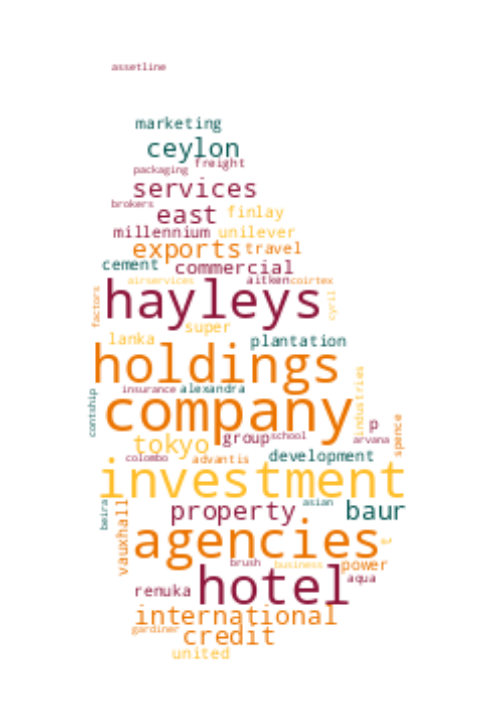 assetline
marketing
ceylon
freight
packaging
services
brokers
east finlay
millennium unilever
exports travel
cement commercial
airservices aitken cointex
hayleys
factors
cyril
super
lanka plantation
holdings
insurance alexandra
industries
contship
company
p
spence
tokyo group school arvana
colombo advantis development
investment
asian
beira
property baur
vauxhall
agencies &
brush business power
hotel aqua
renuka
international
gardiner credit
united